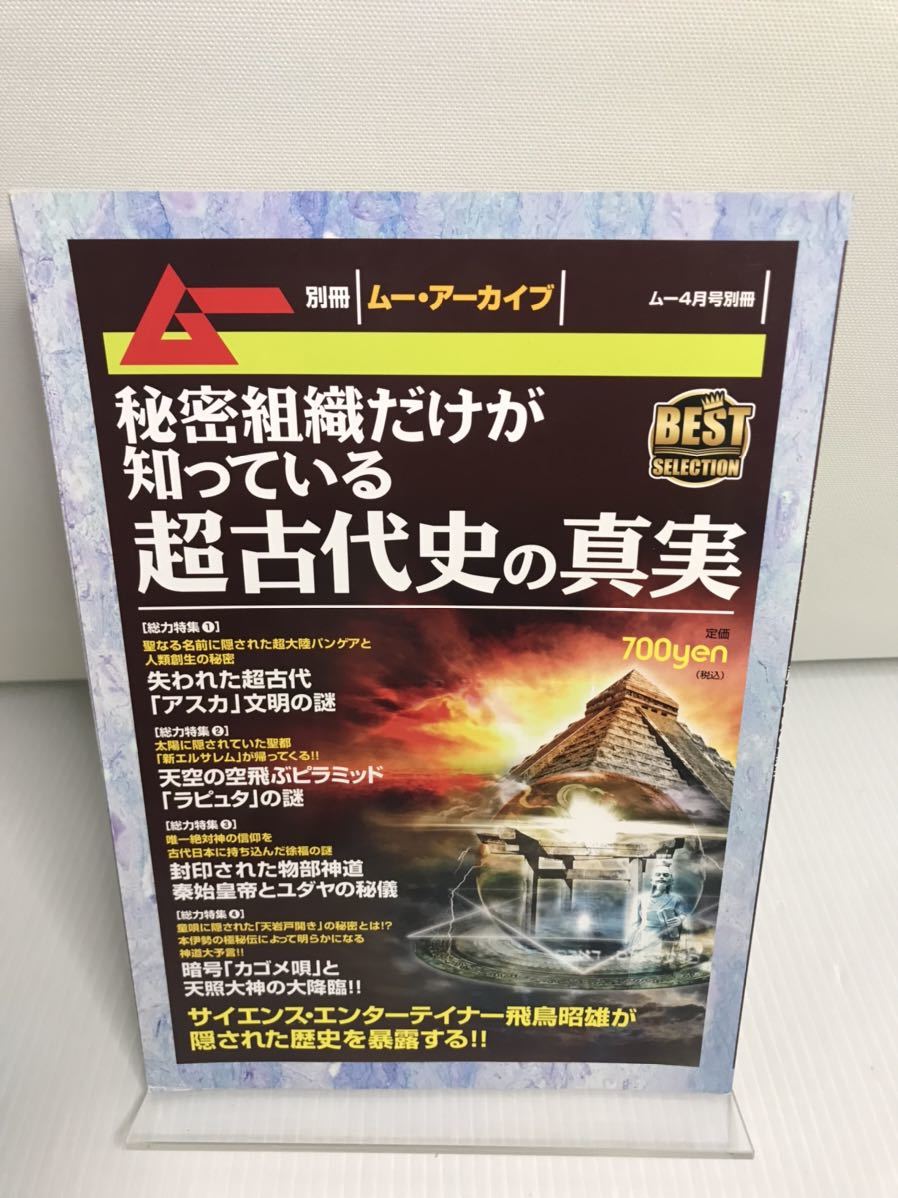 ムー
別冊
ムー・アーカイブ
ムー4月号別冊
秘密組織だけが
知っている
超古代史の真実
BEST
SELECTION
[総力特集❶]
聖なる名前に隠された超大陸パンゲアと
人類創生の秘密
失われた超古代
「アスカ」文明の謎
[総力特集❷]
太陽に隠されていた聖都
「新エルサレム」が帰ってくる!!
天空の空飛ぶピラミッド
「ラピュタ」の謎
[総力特集❸]
唯一絶対神の信仰を
古代日本に持ち込んだ徐福の謎
封印された物部神道
秦始皇帝とユダヤの秘儀
[総力特集❹]
童唄に隠された「天岩戸開き」の秘密とは!?
本伊勢の極秘伝によって明らかになる
神道大予言!!
暗号「カゴメ唄」と
天照大神の大降臨!!
定価
700yen
(税込)
サイエンス・エンターテイナー飛鳥昭雄が
隠された歴史を暴露する!!